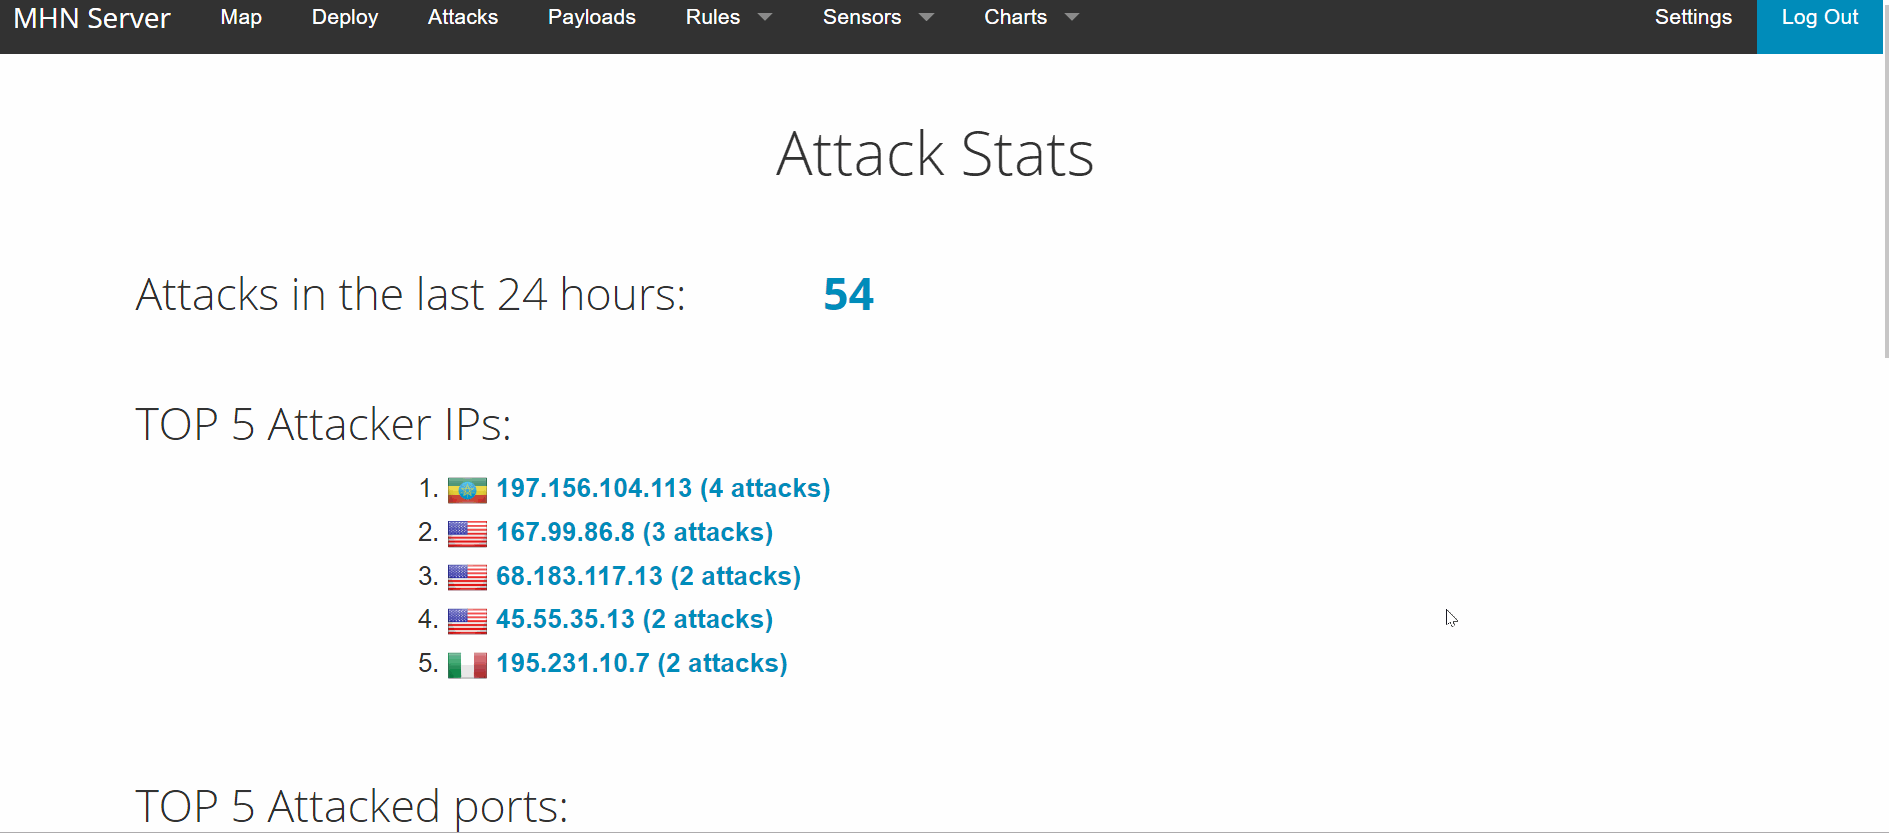 MHN Server Map Deploy Attacks Payloads Rules Sensors Charts Settings Log Out
Attack Stats
Attacks in the last 24 hours: 54
TOP 5 Attacker IPs:
1. 197.156.104.113 (4 attacks)
2. 167.99.86.8 (3 attacks)
3. 68.183.117.13 (2 attacks)
4. 45.55.35.13 (2 attacks)
5. 195.231.10.7 (2 attacks)
TOP 5 Attacked ports: